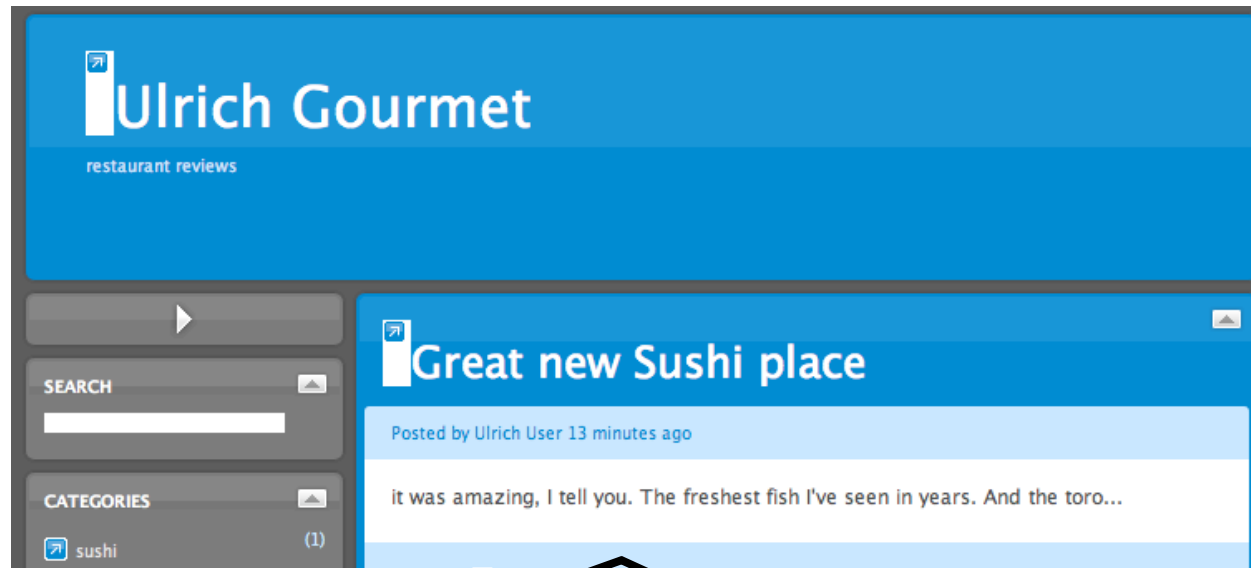 Ulrich Gourmet
restaurant reviews
Great new Sushi place
SEARCH
Posted by Ulrich User 13 minutes ago
CATEGORIES
it was amazing, I tell you. The freshest fish I've seen in years. And the toro...
sushi (1)